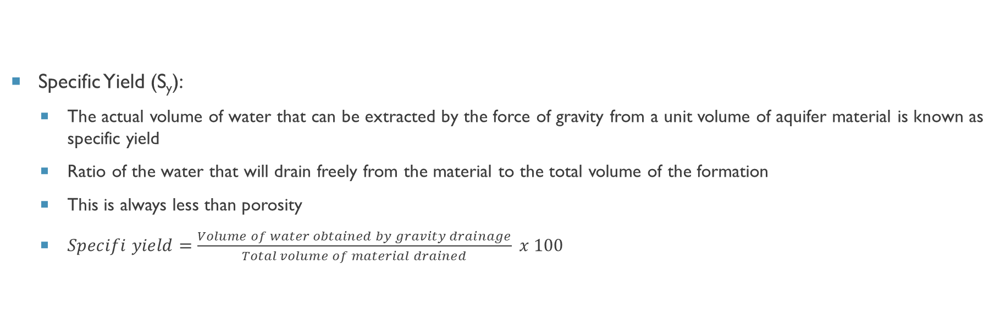 Specific Yield (Sy):
The actual volume of water that can be extracted by the force of gravity from a unit volume of aquifer material is known as
specific yield
Ratio of the water that will drain freely from the material to the total volume of the formation
This is always less than porosity
Specifi yield = Volume of water obtained by gravity drainage / Total volume of material drained x 100